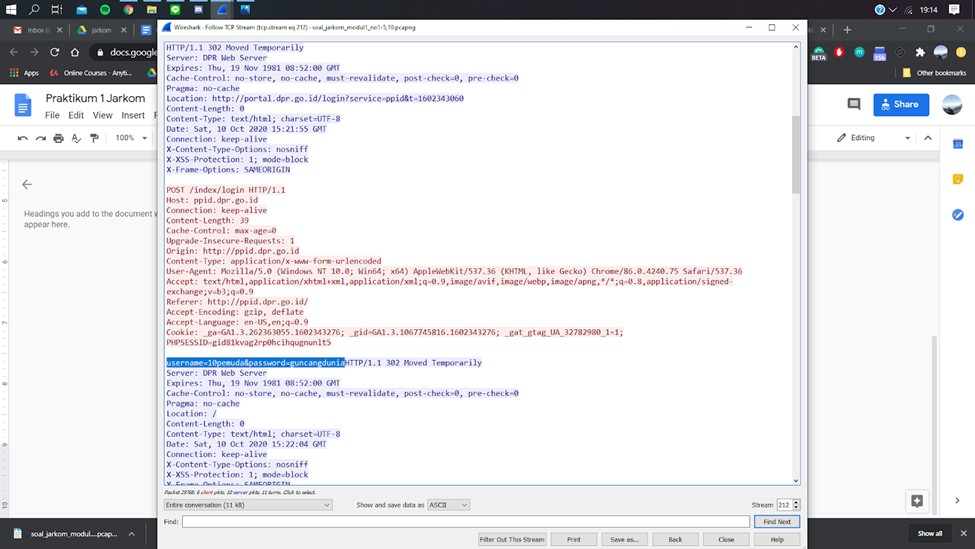 19:14
Wireshark - Follow TCP Stream (tcp.stream eq 212) - soal_jarkom_modul1_no1-5,10.pcapng
Inbox
jarkom
docs.google
Apps
Online Courses - Anyti...
BETA
Other bookmarks
Praktikum 1 Jarkom
File Edit View Insert
Share
100%
Editing
Headings you add to the document
appear here.
HTTP/1.1 302 Moved Temporarily
Server: DPR Web Server
Expires: Thu, 19 Nov 1981 08:52:00 GMT
Cache-Control: no-store, no-cache, must-revalidate, post-check=0, pre-check=0
Pragma: no-cache
Location: http://portal.dpr.go.id/login?service=ppid&t=1602343060
Content-Length: 0
Content-Type: text/html; charset=UTF-8
Date: Sat, 10 Oct 2020 15:21:55 GMT
Connection: keep-alive
X-Content-Type-Options: nosniff
X-XSS-Protection: 1; mode=block
X-Frame-Options: SAMEORIGIN
POST /index/login HTTP/1.1
Host: ppid.dpr.go.id
Connection: keep-alive
Content-Length: 39
Cache-Control: max-age=0
Upgrade-Insecure-Requests: 1
Origin: http://ppid.dpr.go.id
Content-Type: application/x-www-form-urlencoded
User-Agent: Mozilla/5.0 (Windows NT 10.0; Win64; x64) AppleWebKit/537.36 (KHTML, like Gecko) Chrome/86.0.4240.75 Safari/537.36
Accept: text/html,application/xhtml+xml,application/xml;q=0.9,image/avif,image/webp,image/apng,*/*;q=0.8,application/signed-
exchange;v=b3;q=0.9
Referer: http://ppid.dpr.go.id/
Accept-Encoding: gzip, deflate
Accept-Language: en-US,en;q=0.9
Cookie: _ga=GA1.3.262363055.1602343276; _gid=GA1.3.1067745816.1602343276; _gat_gtag_UA_32782980_1=1;
PHPSESSID=gid81kvag2rp0hcihqugnunlt5
username=10pemuda&password=guncangduniaHTTP/1.1 302 Moved Temporarily
Server: DPR Web Server
Expires: Thu, 19 Nov 1981 08:52:00 GMT
Cache-Control: no-store, no-cache, must-revalidate, post-check=0, pre-check=0
Pragma: no-cache
Location: /
Content-Length: 0
Content-Type: text/html; charset=UTF-8
Date: Sat, 10 Oct 2020 15:22:04 GMT
Connection: keep-alive
X-Content-Type-Options: nosniff
X-XSS-Protection: 1; mode=block
X-Frame-Options: SAMEORIGIN
Packet 29768. 6 client pkts, 10 server pkts, 11 turns. Click to select.
Entire conversation (11 kB)
Show and save data as ASCII
Stream 212
Find:
Find Next
Filter Out This Stream
Print
Save as...
Back
Close
Help
soal_jarkom_modul....pcap...
Show all